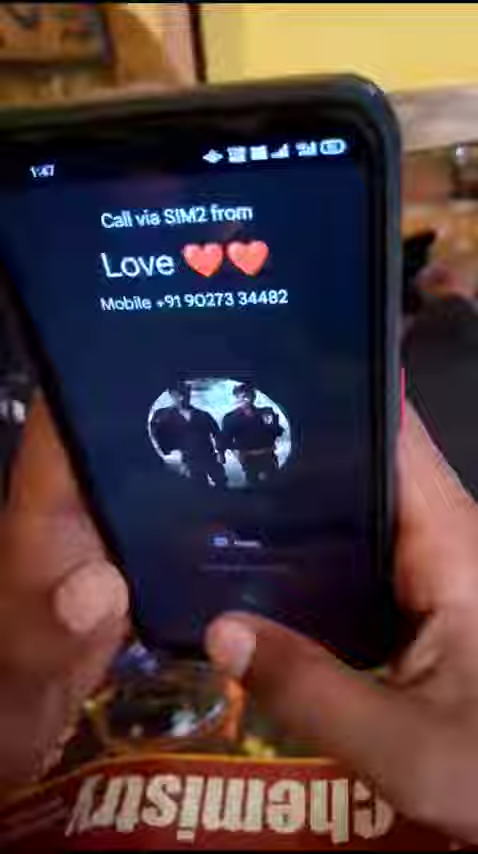 1:47
Call via SIM2 from
Love ❤️❤️
Mobile +91 90273 34482
Chemistry